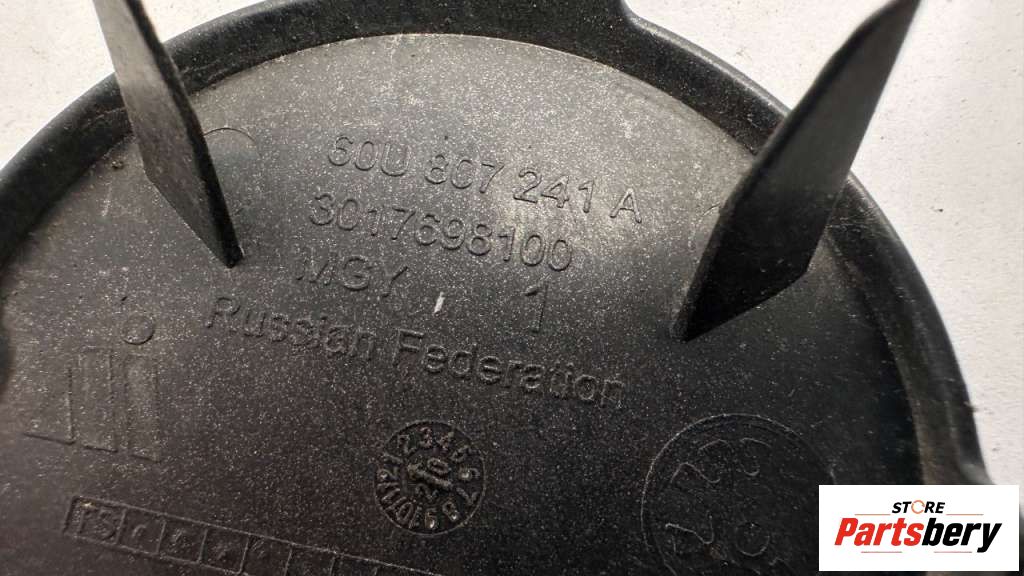 60U 807 241 A
3017698100
MGY 1
Russian Federation
STORE
Partsbery